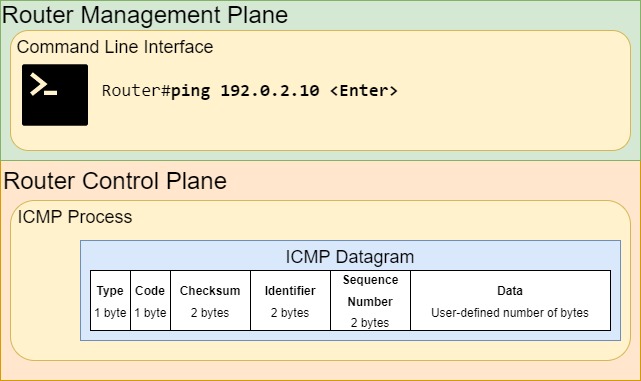 Router Management Plane
Command Line Interface
Router#ping 192.0.2.10 <Enter>
Router Control Plane
ICMP Process
ICMP Datagram
Type
1 byte
Code
1 byte
Checksum
2 bytes
Identifier
2 bytes
Sequence
Number
2 bytes
Data
User-defined number of bytes